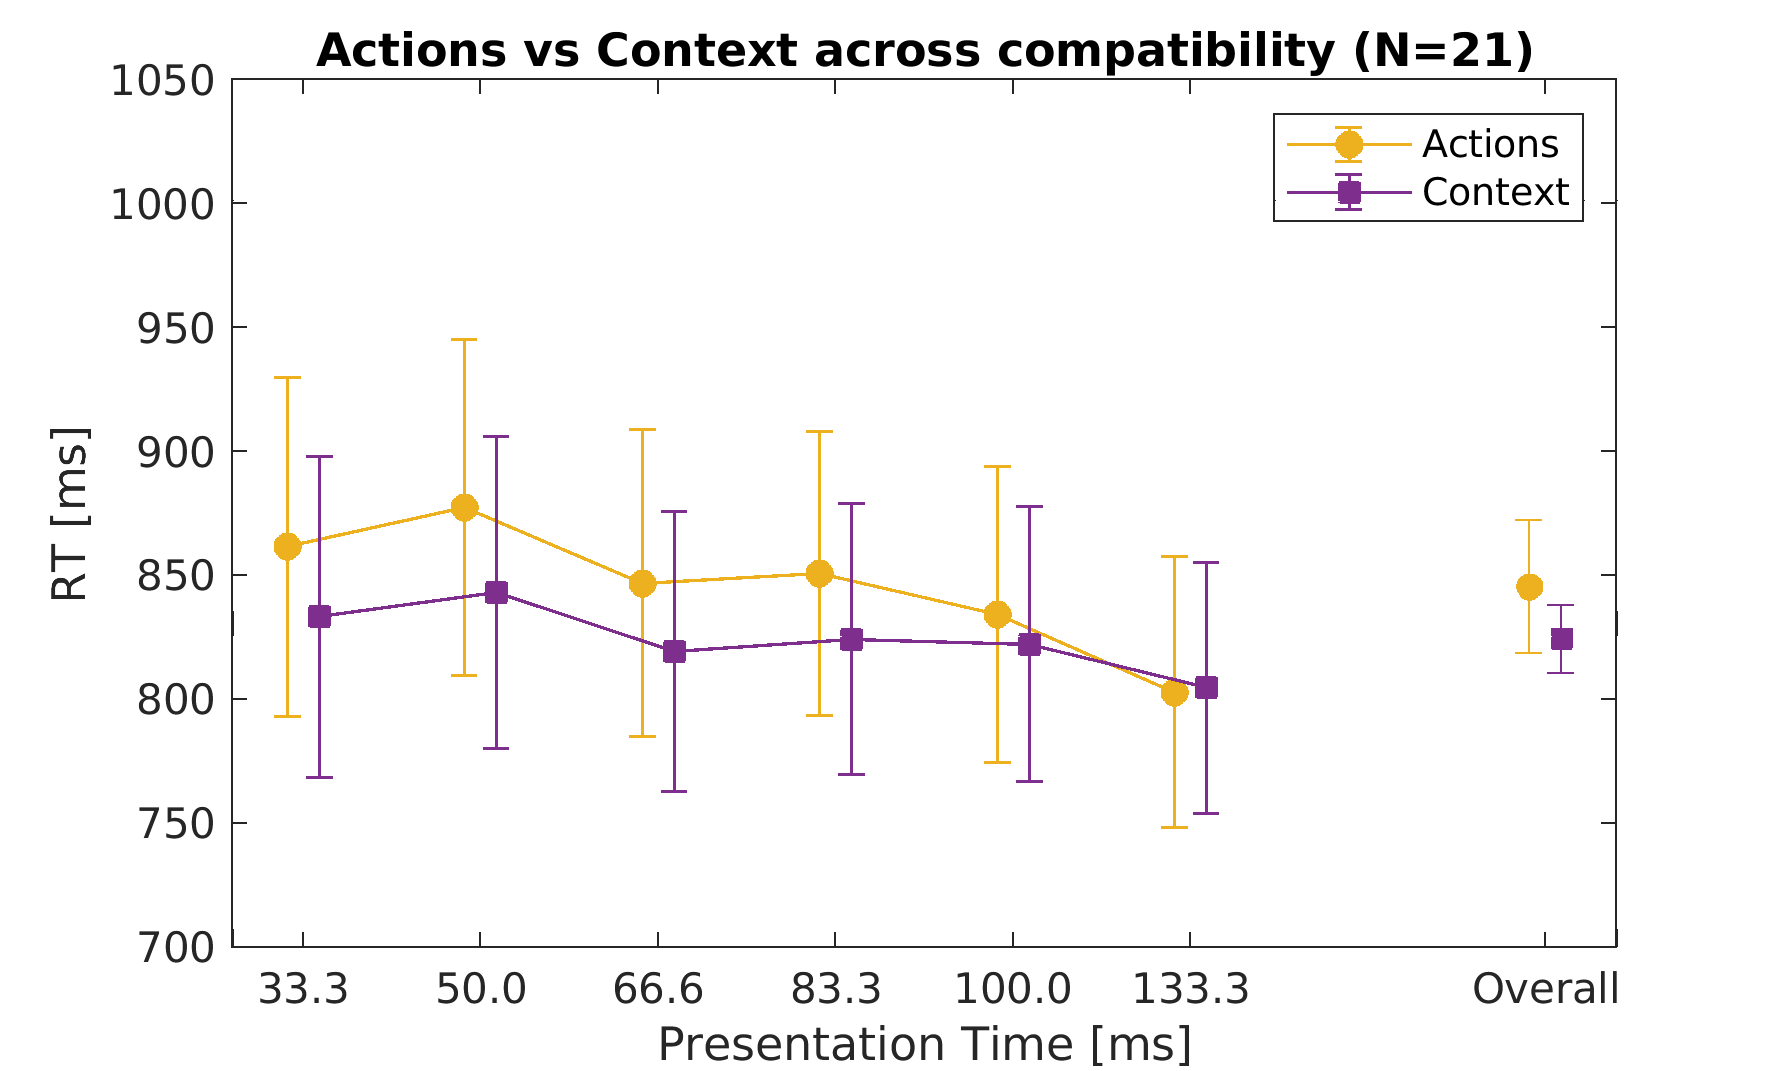 Actions vs Context across compatibility (N=21)
1050
1000
950
900
850
800
750
700
RT [ms]
Actions
Context
33.3 50.0 66.6 83.3 100.0 133.3 Overall
Presentation Time [ms]